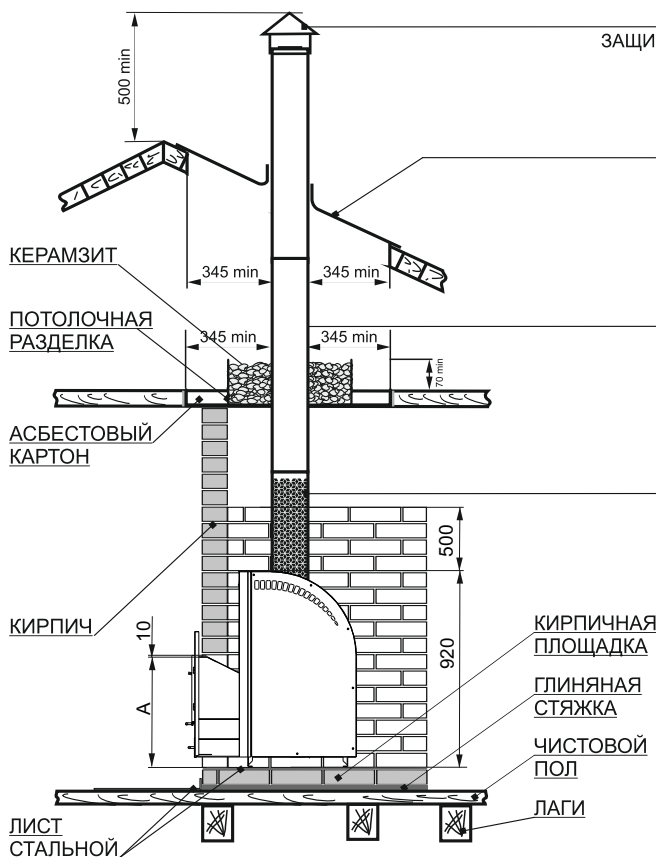 500 min
ЗАЩИ
КЕРАМЗИТ
345 min
345 min
ПОТОЛОЧНАЯ
РАЗДЕЛКА
345 min
345 min
70 min
АСБЕСТОВЫЙ
КАРТОН
500
КИРПИЧ
10
A
920
КИРПИЧНАЯ
ПЛОЩАДКА
ГЛИНЯНАЯ
СТЯЖКА
ЧИСТОВОЙ
ПОЛ
ЛАГИ
ЛИСТ
СТАЛЬНОЙ